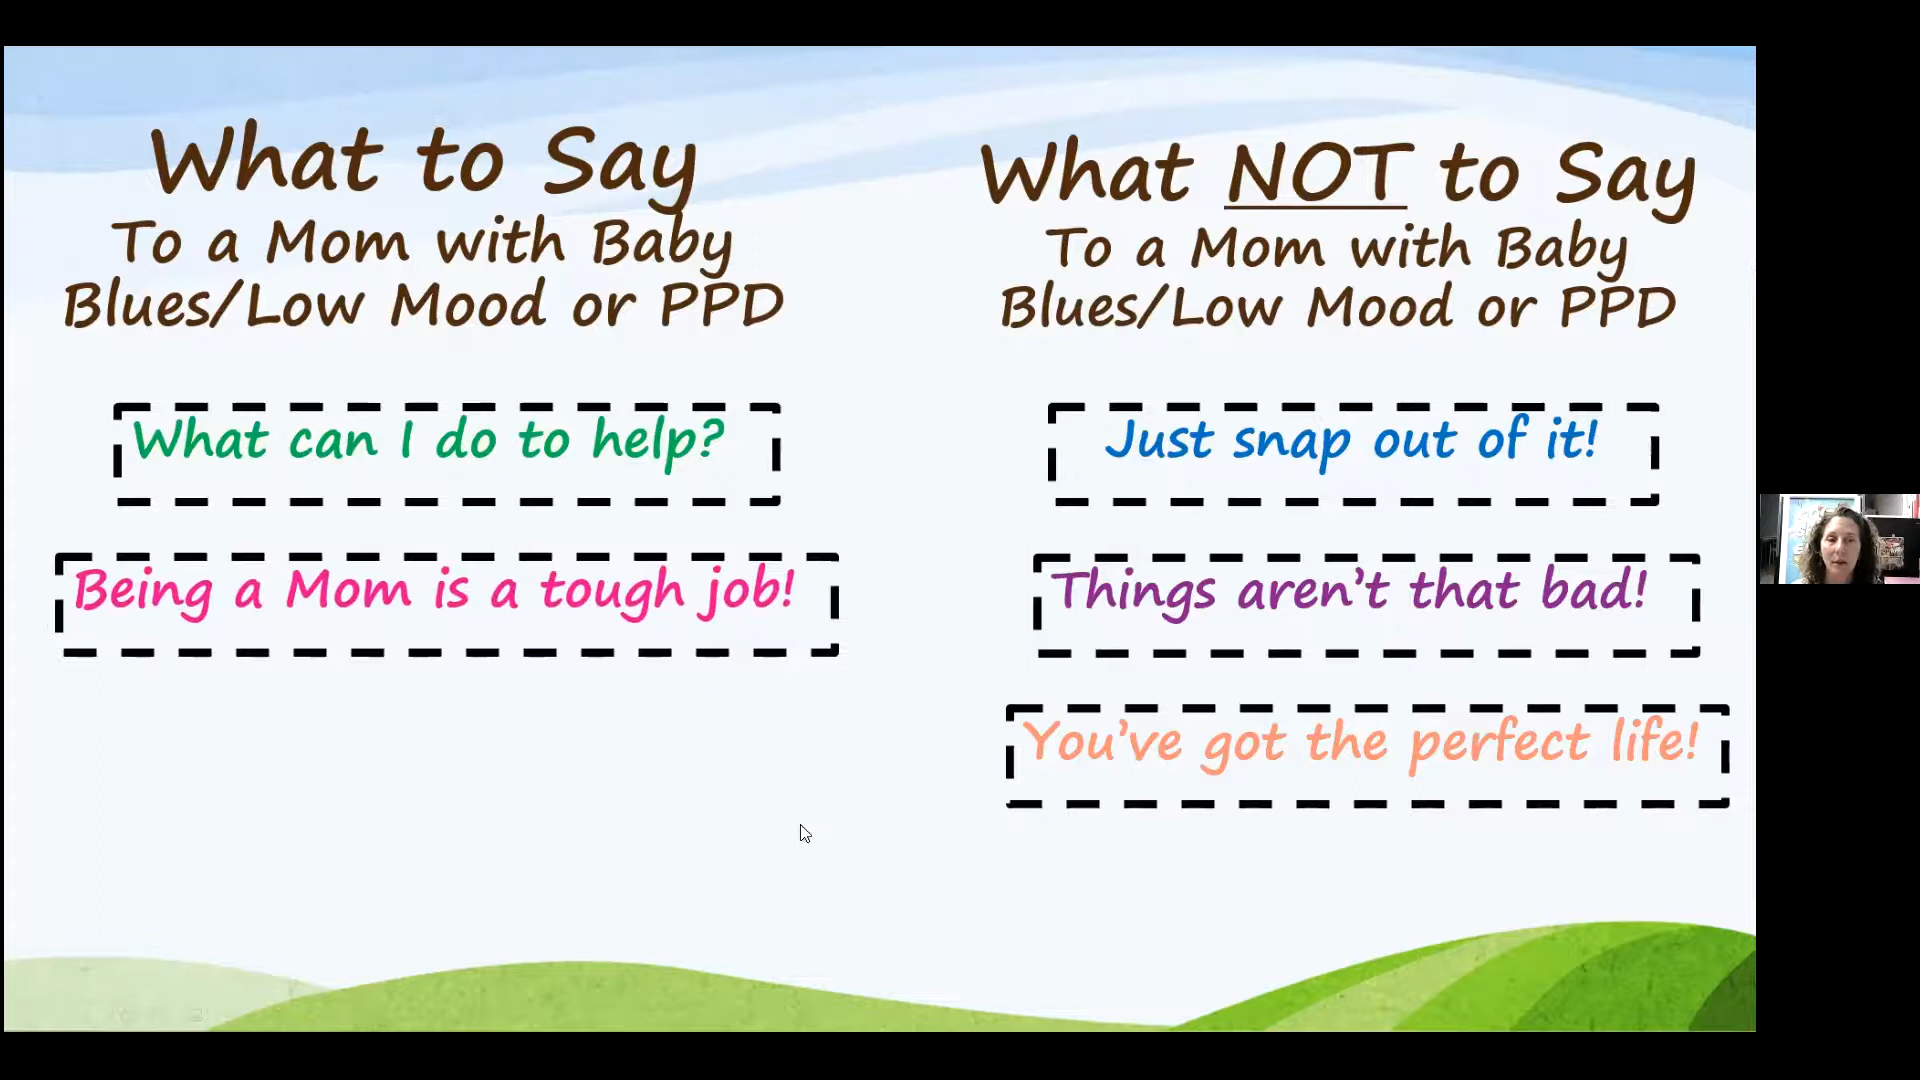 What to Say
To a Mom with Baby
Blues/Low Mood or PPD
What can I do to help?
Being a Mom is a tough job!
What NOT to Say
To a Mom with Baby
Blues/Low Mood or PPD
Just snap out of it!
Things aren't that bad!
You've got the perfect life!